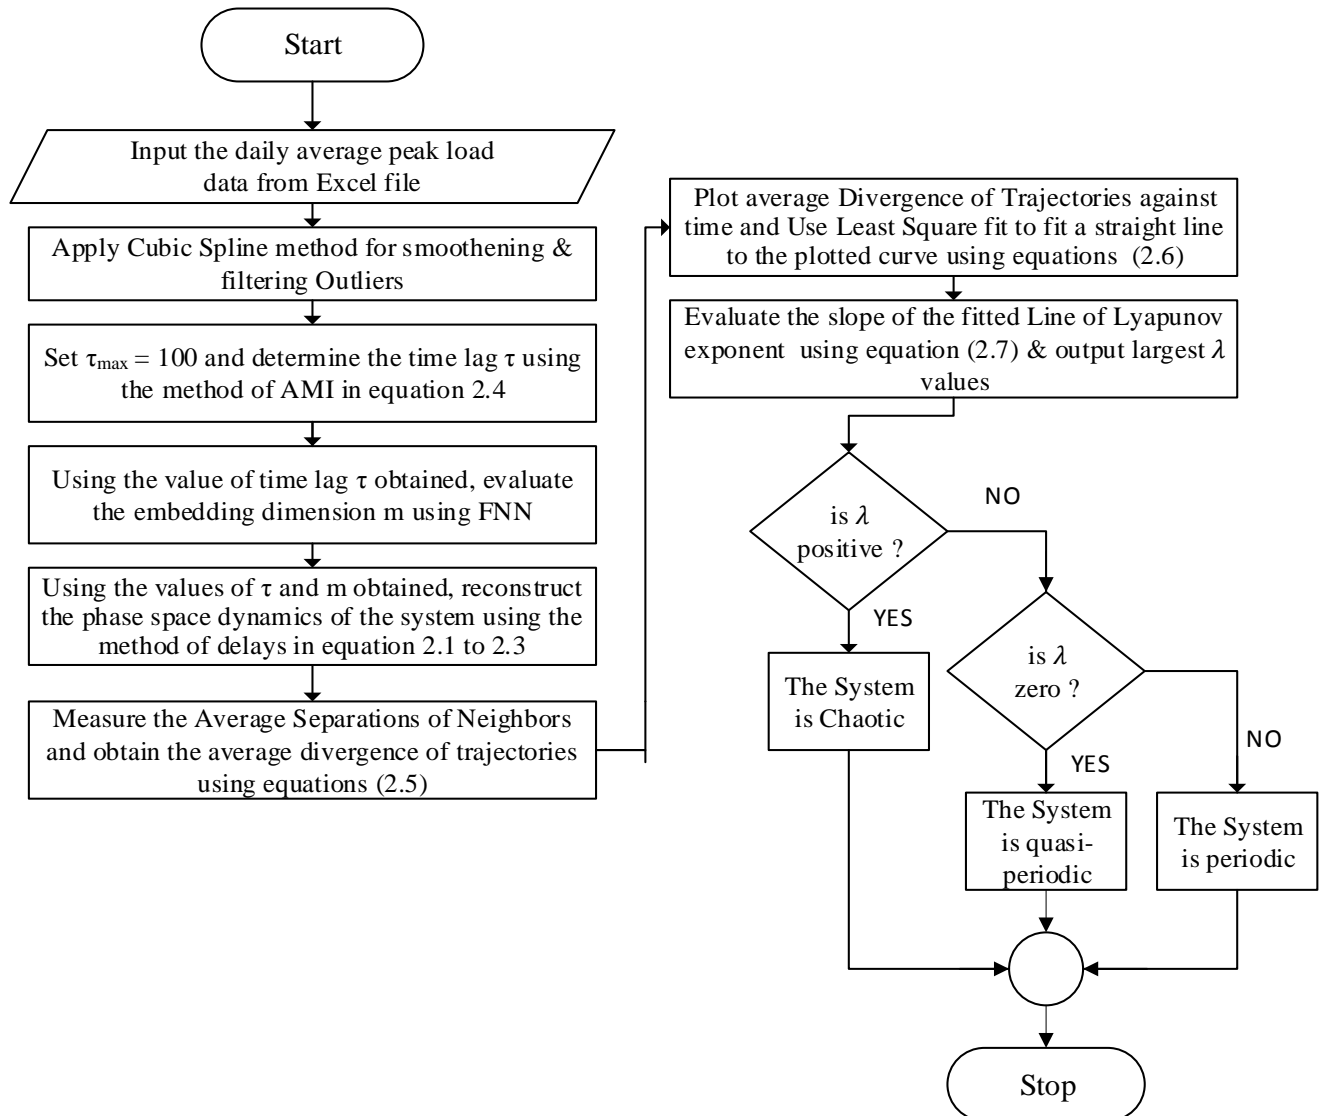 Start
Input the daily average peak load
data from Excel file
Apply Cubic Spline method for smoothening &
filtering Outliers
Set τmax = 100 and determine the time lag τ using
the method of AMI in equation 2.4
Using the value of time lag τ obtained, evaluate
the embedding dimension m using FNN
Using the values of τ and m obtained, reconstruct
the phase space dynamics of the system using the
method of delays in equation 2.1 to 2.3
Measure the Average Separations of Neighbors
and obtain the average divergence of trajectories
using equations (2.5)
Plot average Divergence of Trajectories against
time and Use Least Square fit to fit a straight line
to the plotted curve using equations (2.6)
Evaluate the slope of the fitted Line of Lyapunov
exponent using equation (2.7) & output largest λ
values
is λ
positive ?
NO
YES
The System
is Chaotic
is λ
zero ?
NO
YES
The System
is quasi-
periodic
The System
is periodic
Stop